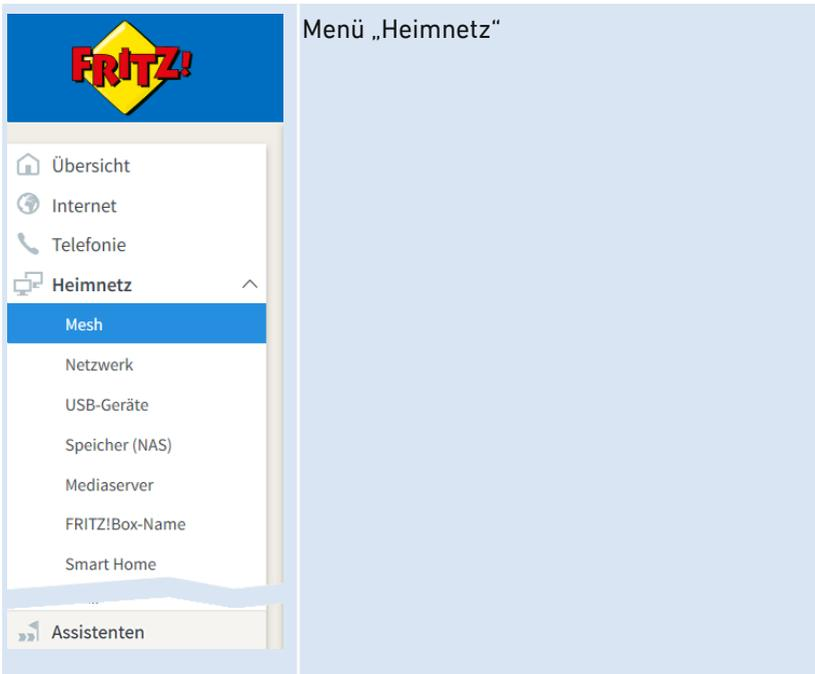 FRITZ!
Menü „Heimnetz“
Übersicht
Internet
Telefonie
Heimnetz
Mesh
Netzwerk
USB-Geräte
Speicher (NAS)
Mediaserver
FRITZ!Box-Name
Smart Home
Assistenten